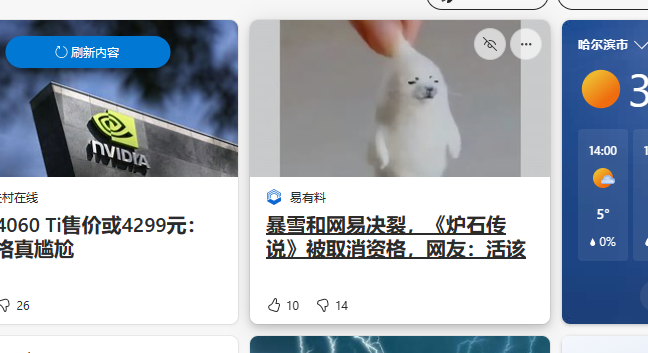 刷新内容
nVIDIA
村在线
4060 Ti售价或4299元：
格真尴尬
26
易有料
暴雪和网易决裂，《炉石传
说》被取消资格，网友：活该
10
14
哈尔滨市
3
14:00
5°
0%